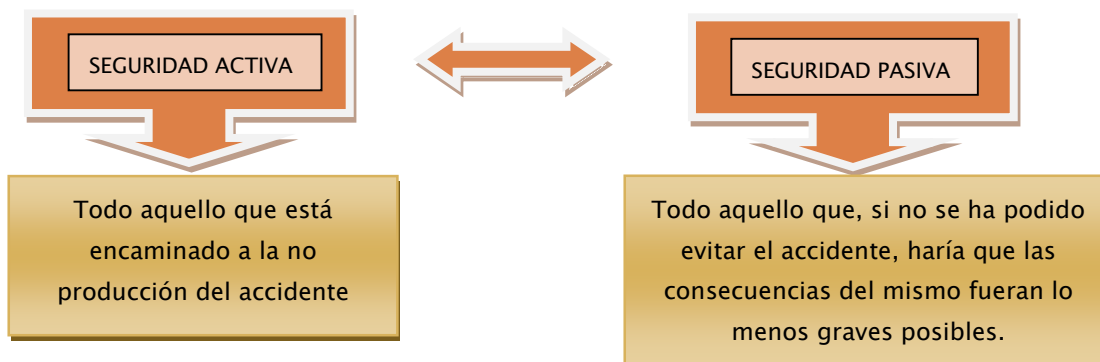 SEGURIDAD ACTIVA
Todo aquello que está
encaminado a la no
producción del accidente
SEGURIDAD PASIVA
Todo aquello que, si no se ha podido
evitar el accidente, haría que las
consecuencias del mismo fueran lo
menos graves posibles.